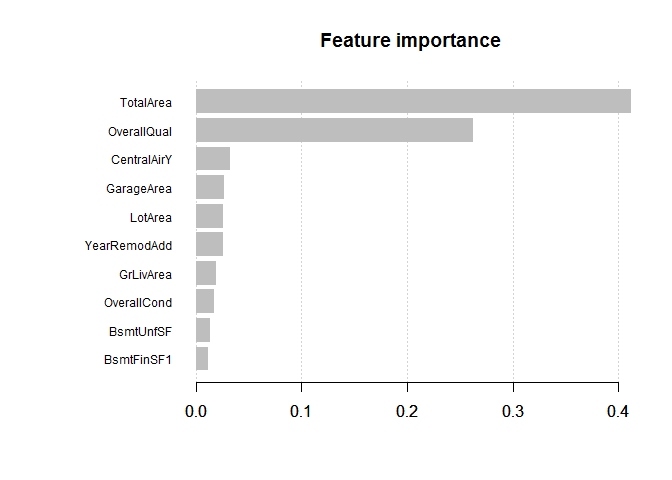 Feature importance
TotalArea
OverallQual
CentralAirY
GarageArea
LotArea
YearRemodAdd
GrLivArea
OverallCond
BsmtUnfSF
BsmtFinSF1
0.0 0.1 0.2 0.3 0.4